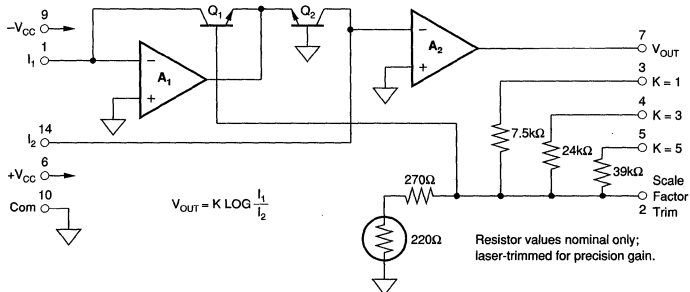 9
–VCC
1
I1
14
I2
6
+VCC
10
Com
Q1
Q2
A1
–
+
A2
–
+
7
VOUT
3
K = 1
4
K = 3
5
K = 5
Scale
Factor
2 Trim
7.5kΩ
24kΩ
39kΩ
270Ω
220Ω
VOUT = K LOG I1
I2
Resistor values nominal only;
laser-trimmed for precision gain.